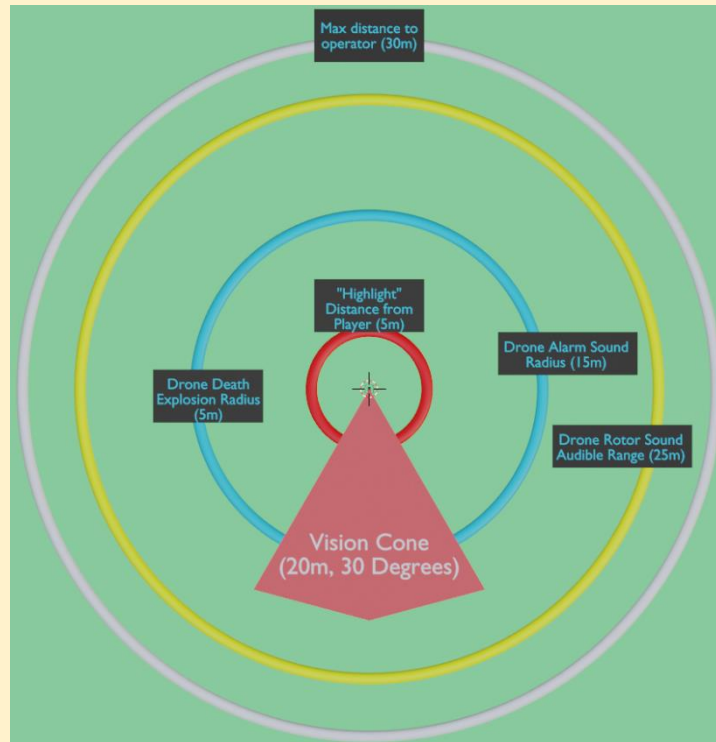 Max distance to
operator (30m)
"Highlight"
Distance from
Player (5m)
Drone Alarm Sound
Radius (15m)
Drone Death
Explosion Radius
(5m)
Drone Rotor Sound
Audible Range (25m)
Vision Cone
(20m, 30 Degrees)